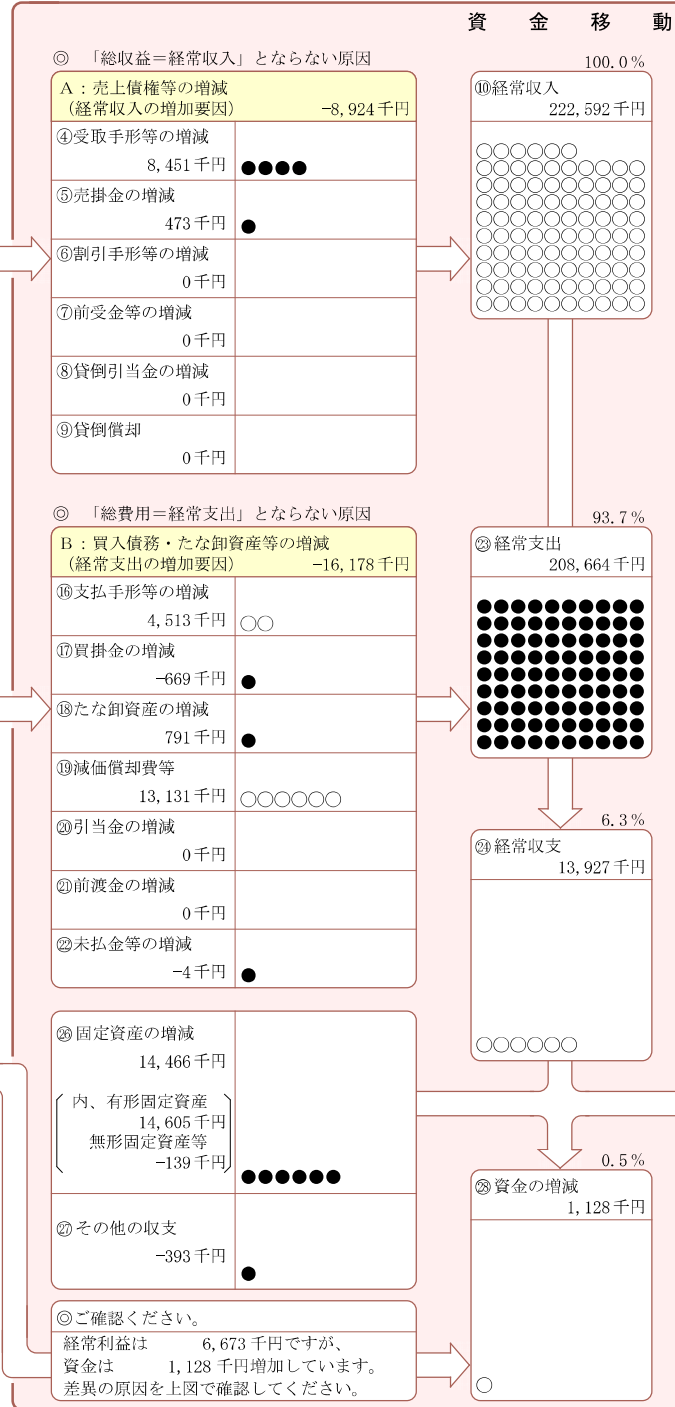 資金移動
◎ 「総収益＝経常収入」とならない原因
A：売上債権等の増減
（経常収入の増加要因） -8,924千円
④受取手形等の増減
8,451千円
⑤売掛金の増減
473千円
⑥割引手形等の増減
0千円
⑦前受金等の増減
0千円
⑧貸倒引当金の増減
0千円
⑨貸倒償却
0千円
100.0%
⑩経常収入
222,592千円
◎ 「総費用＝経常支出」とならない原因
B：買入債務・たな卸資産等の増減
（経常支出の増加要因） -16,178千円
⑯支払手形等の増減
4,513千円
⑰買掛金の増減
-669千円
⑱たな卸資産の増減
791千円
⑲減価償却費等
13,131千円
⑳引当金の増減
0千円
㉑前渡金の増減
0千円
㉒未払金等の増減
-4千円
93.7%
㉓経常支出
208,664千円
6.3%
㉔経常収支
13,927千円
㉖固定資産の増減
14,466千円
内、有形固定資産
14,605千円
無形固定資産等
-139千円
㉗その他の収支
-393千円
0.5%
㉘資金の増減
1,128千円
◎ご確認ください。
経常利益は 6,673千円ですが、
資金は 1,128千円増加しています。
差異の原因を上図で確認してください。